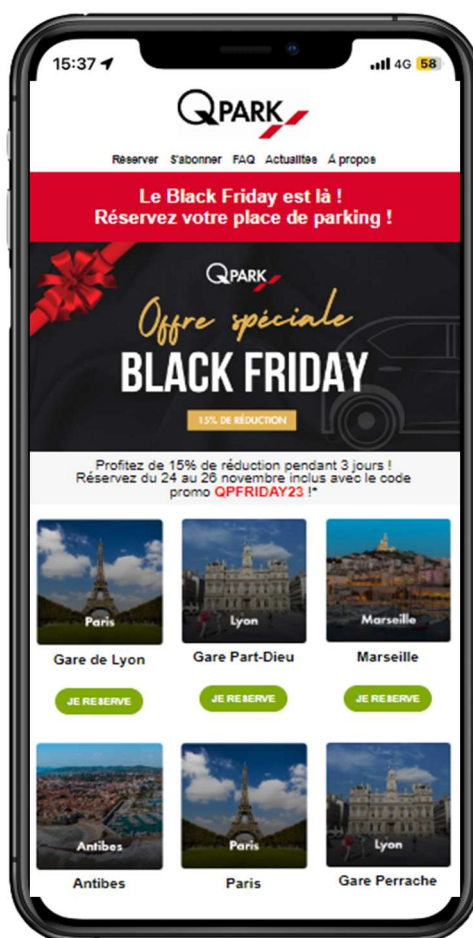 15:37
4G 58
QPARK
Réserver S'abonner FAQ Actualités À propos
Le Black Friday est là !
Réservez votre place de parking !
QPARK
Offre spéciale
BLACK FRIDAY
15% DE RÉDUCTION
Profitez de 15% de réduction pendant 3 jours !
Réservez du 24 au 26 novembre inclus avec le code
promo QPFRIDAY23 !*
Paris Lyon Marseille
Gare de Lyon Gare Part-Dieu Marseille
JE RESERVE JE RESERVE JE RESERVE
Antibes Paris Lyon
Antibes Paris Gare Perrache